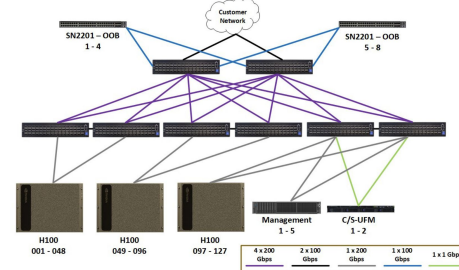 Customer
Network
SN2201 – OOB
1 - 4
SN2201 – OOB
5 - 8
H100
001 - 048
H100
049 - 096
H100
097 - 127
Management
1 - 5
C/S-UFM
1 - 2
4 x 200
Gbps
2 x 100
Gbps
1 x 200
Gbps
1 x 100
Gbps
1 x 1 Gbps